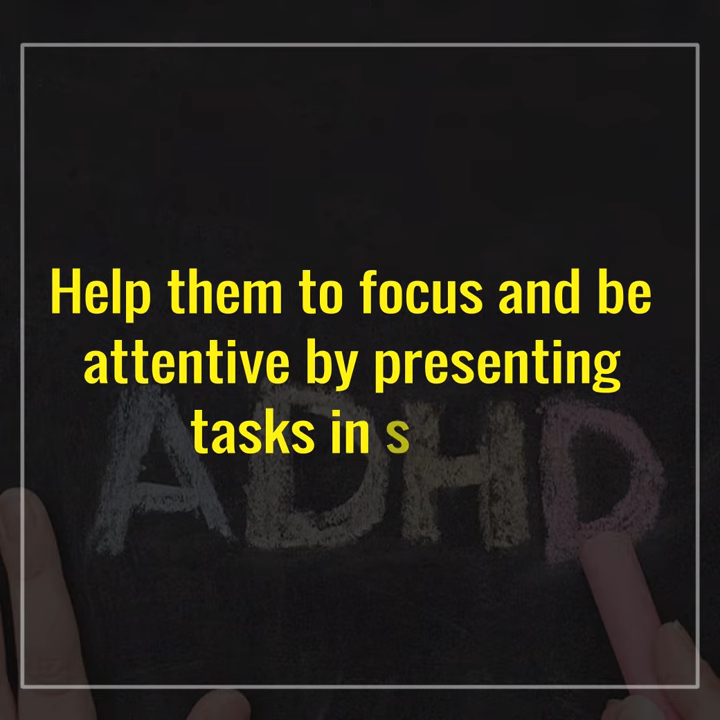 Help them to focus and be
attentive by presenting
tasks in s
ADHD